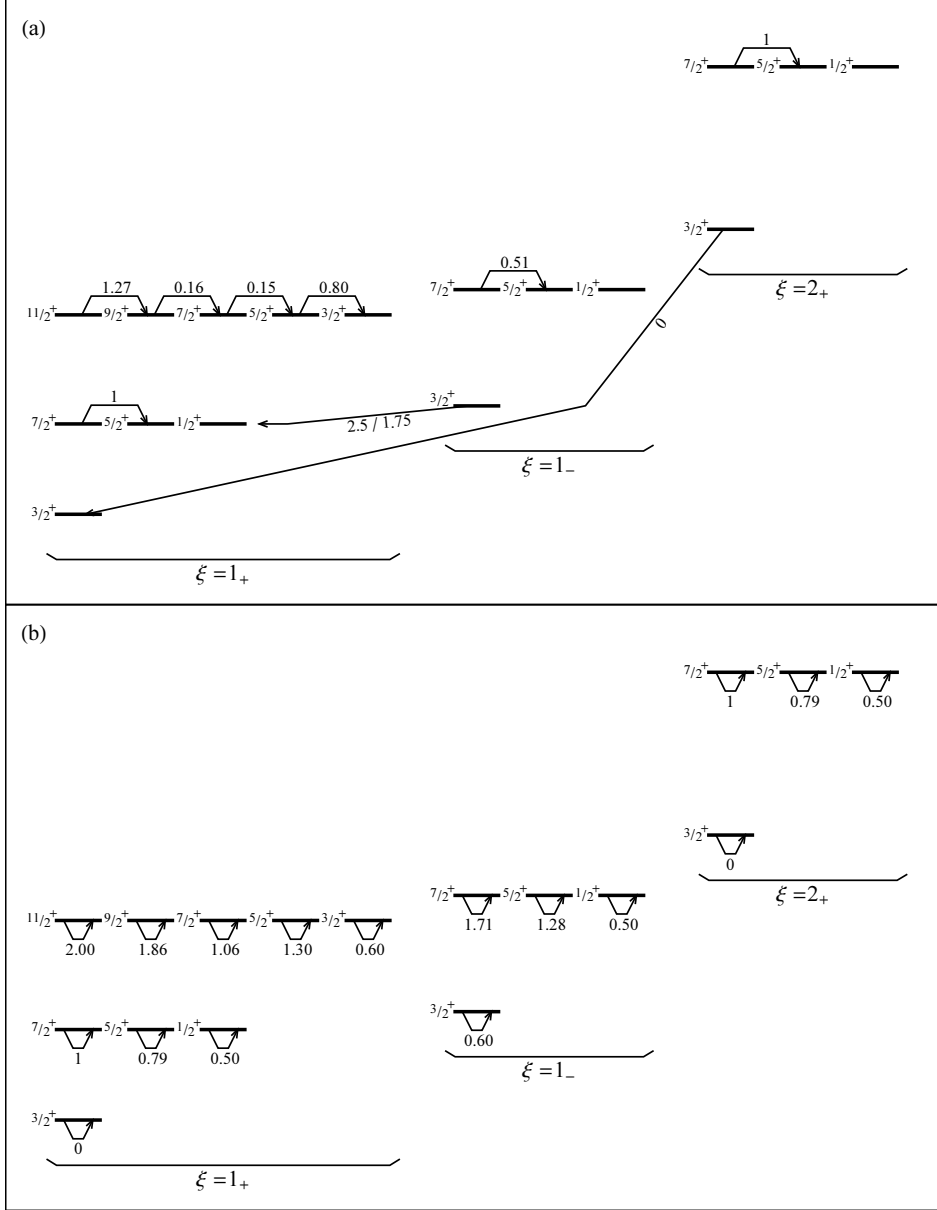 (a)
1
7/2+ 5/2+ 1/2+
3/2+
ξ = 2+
0
0.51
7/2+ 5/2+ 1/2+
1.27 0.16 0.15 0.80
11/2+ 9/2+ 7/2+ 5/2+ 3/2+
3/2+
2.5 / 1.75
ξ = 1−
1
7/2+ 5/2+ 1/2+
3/2+
ξ = 1+
(b)
7/2+ 5/2+ 1/2+
1 0.79 0.50
3/2+
0
ξ = 2+
7/2+ 5/2+ 1/2+
1.71 1.28 0.50
11/2+ 9/2+ 7/2+ 5/2+ 3/2+
2.00 1.86 1.06 1.30 0.60
3/2+
0.60
ξ = 1−
7/2+ 5/2+ 1/2+
1 0.79 0.50
3/2+
0
ξ = 1+